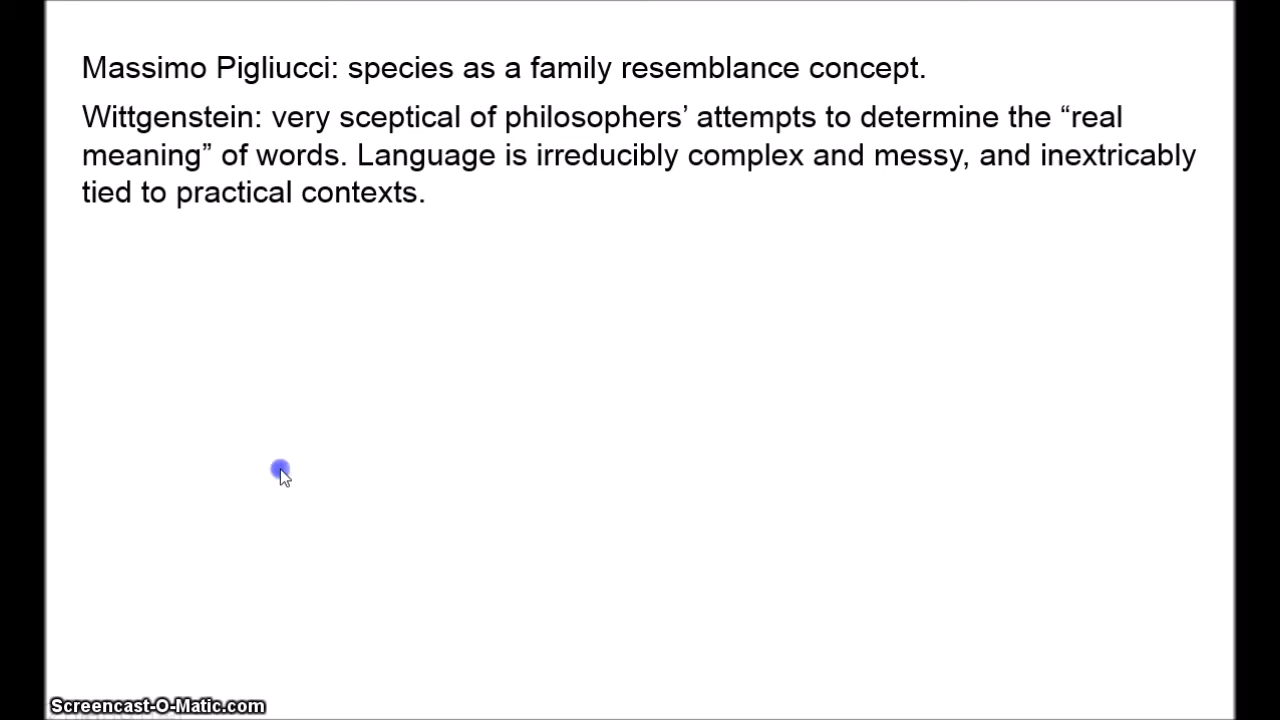 Massimo Pigliucci: species as a family resemblance concept.
Wittgenstein: very sceptical of philosophers’ attempts to determine the “real
meaning” of words. Language is irreducibly complex and messy, and inextricably
tied to practical contexts.
Screencast-O-Matic.com